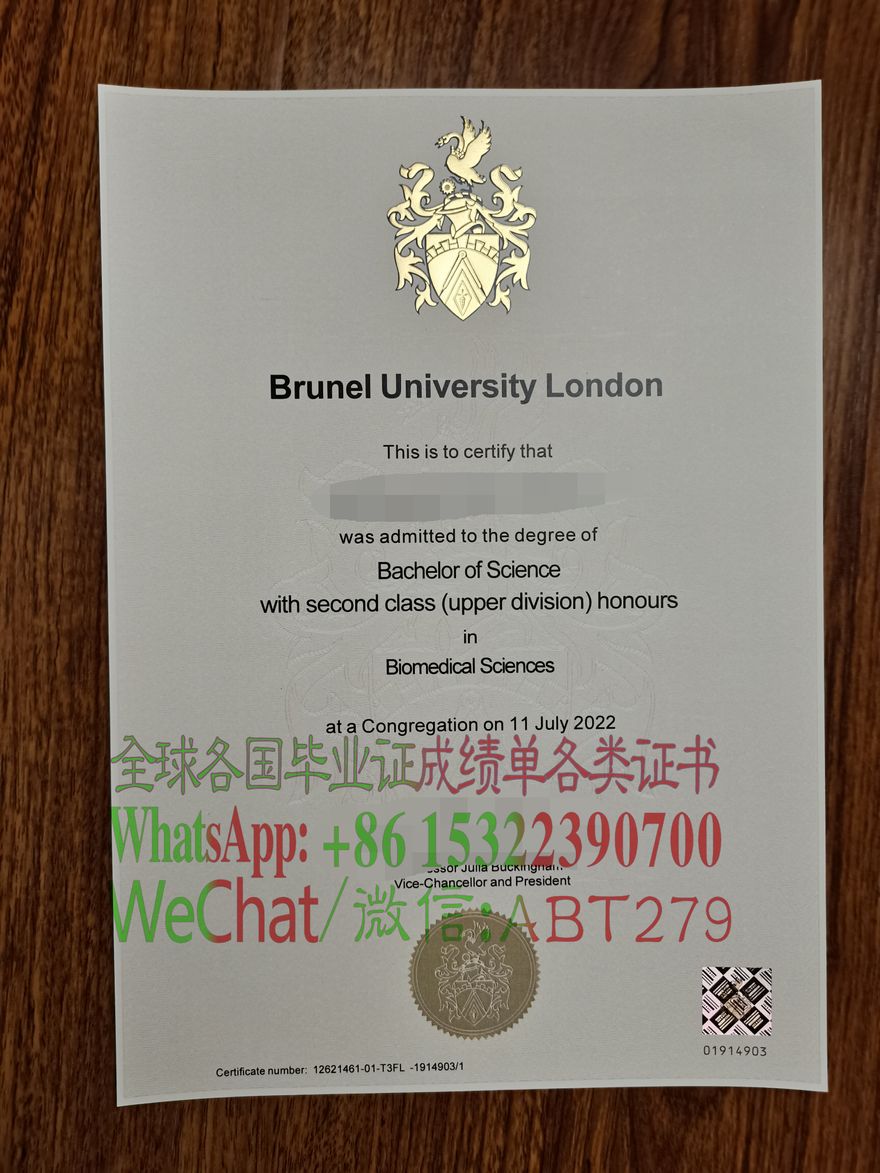 Brunel University London
This is to certify that
was admitted to the degree of
Bachelor of Science
with second class (upper division) honours
in
Biomedical Sciences
at a Congregation on 11 July 2022
全球各国毕业证成绩单各类证书
WhatsApp: +86 15322390700
Julia Buckingham
Vice-Chancellor and President
WeChat/微信:ABT279
01914903
Certificate number: 12621461-01-T3FL -1914903/1